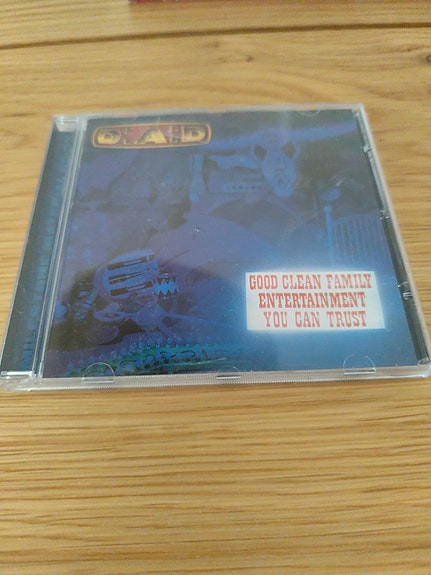 D.A.D
GOOD CLEAN FAMILY
ENTERTAINMENT
YOU CAN TRUST